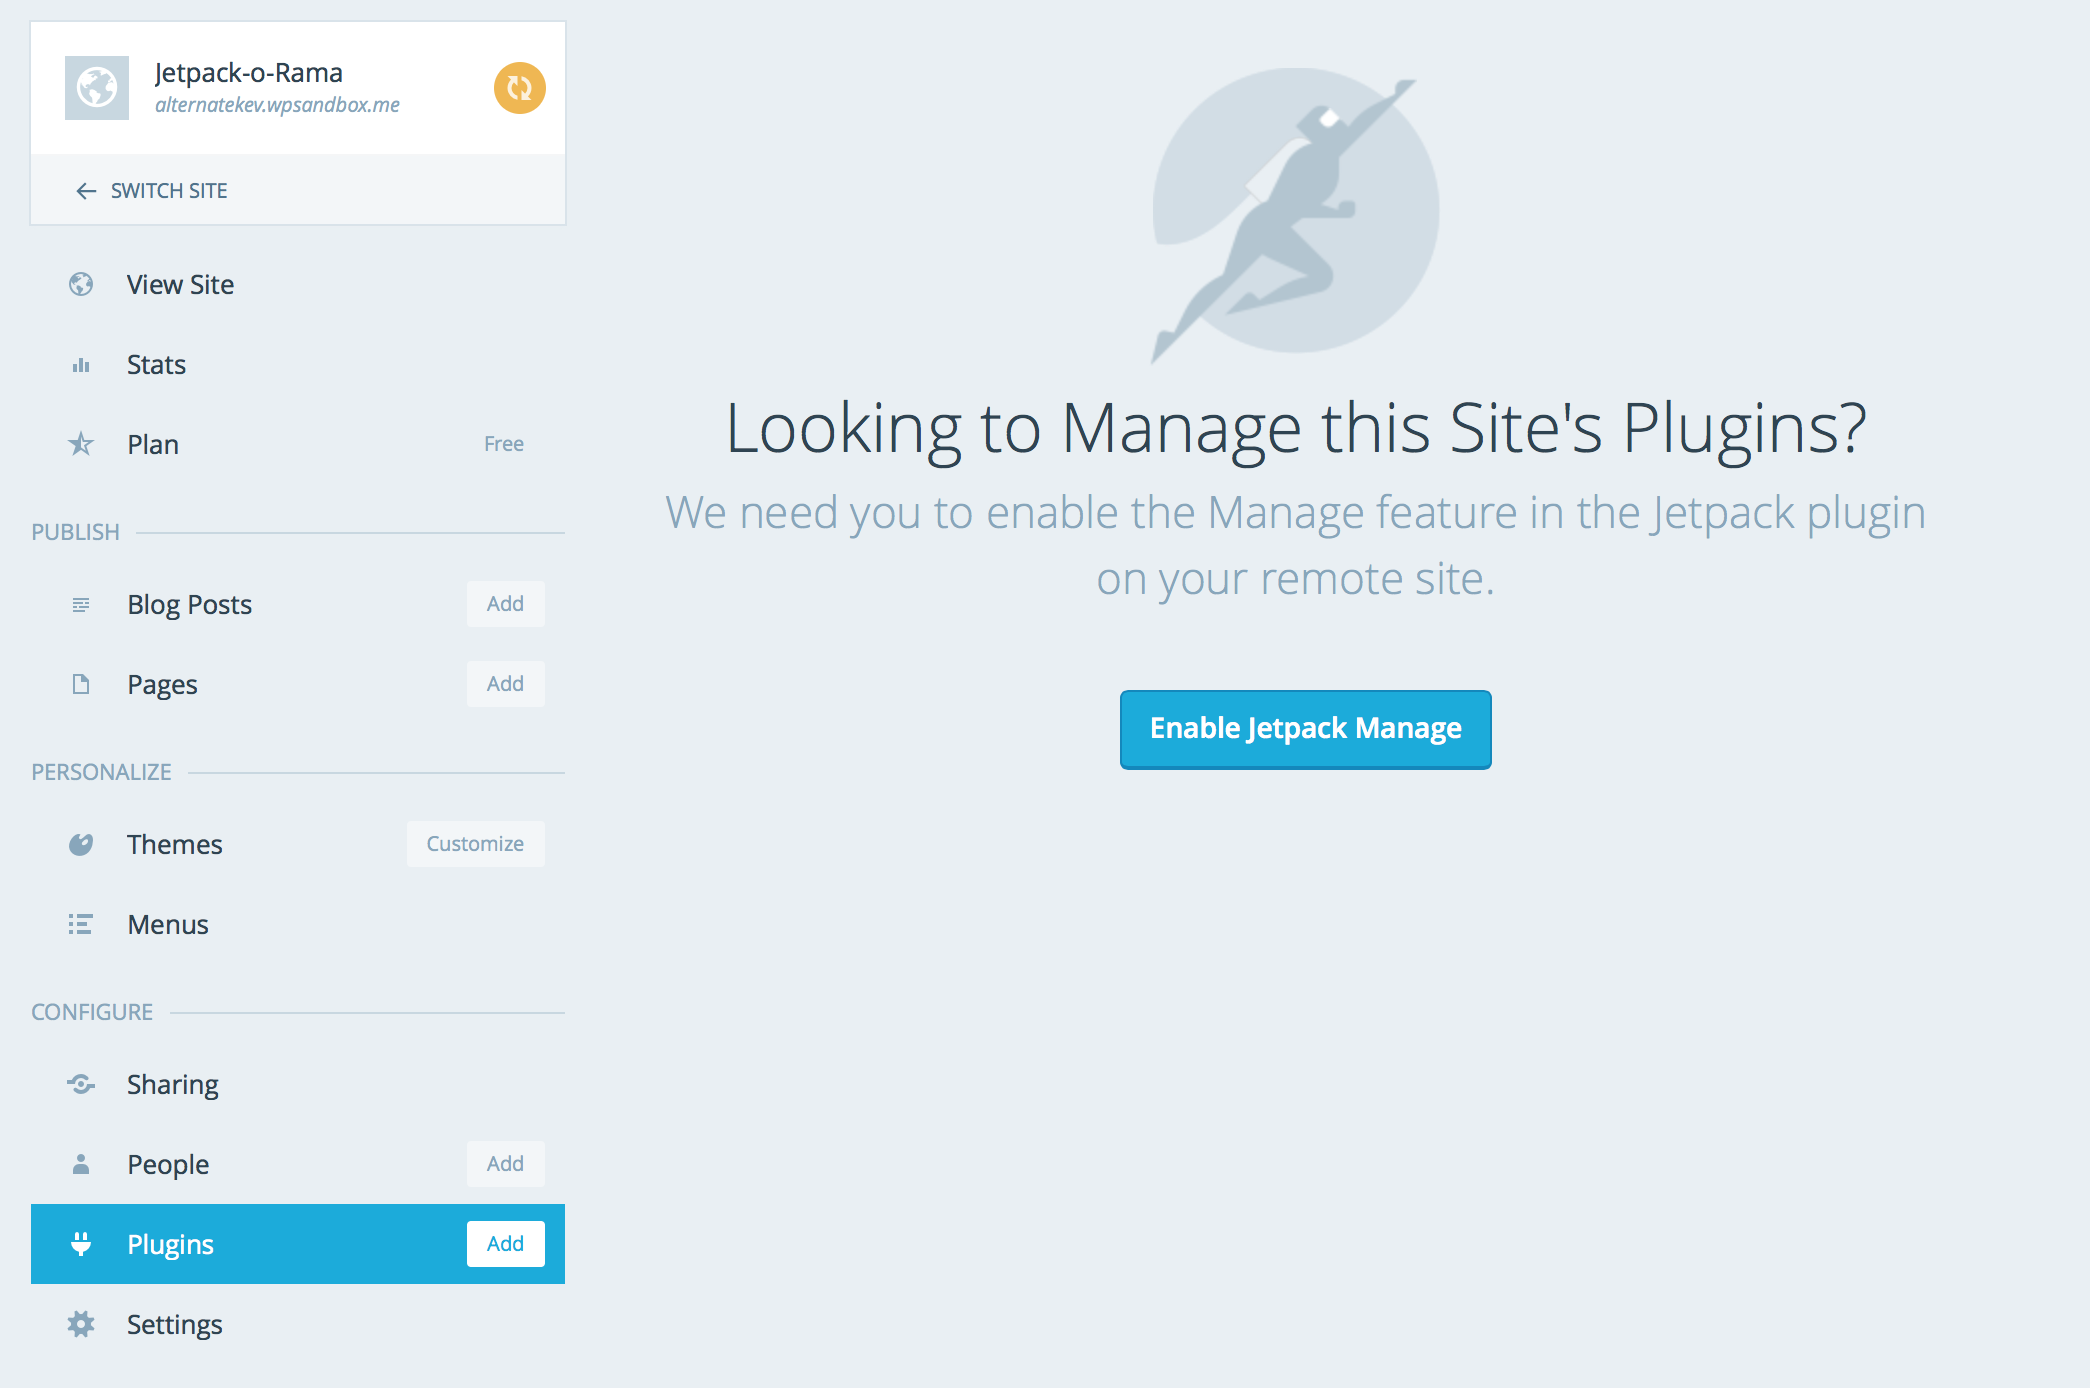 Jetpack-o-Rama
alternatekev.wpsandbox.me
SWITCH SITE
View Site
Stats
Plan Free
PUBLISH
Blog Posts Add
Pages Add
PERSONALIZE
Themes Customize
Menus
CONFIGURE
Sharing
People Add
Plugins Add
Settings
Looking to Manage this Site's Plugins?
We need you to enable the Manage feature in the Jetpack plugin
on your remote site.
Enable Jetpack Manage